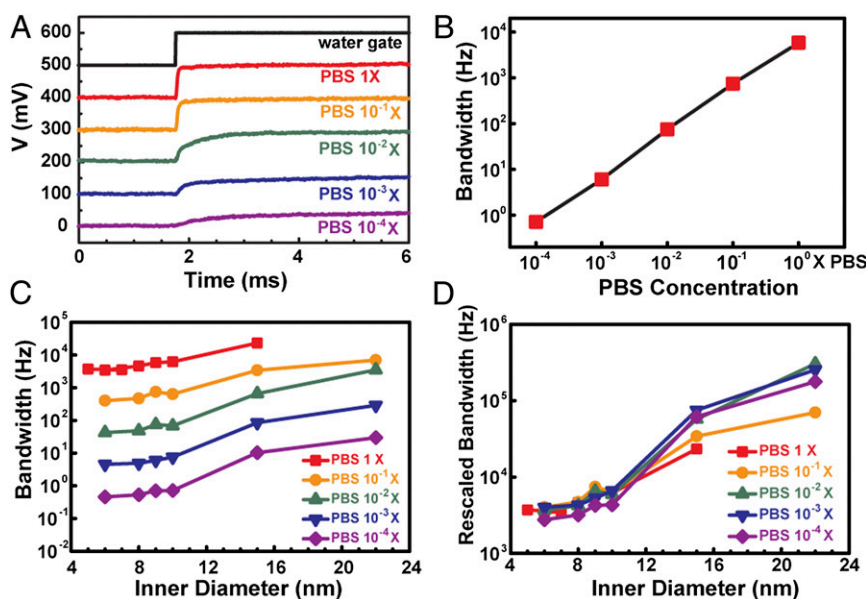 A
600
500
400
300
200
100
0
V (mV)
water gate
PBS 1X
PBS 10⁻¹X
PBS 10⁻²X
PBS 10⁻³X
PBS 10⁻⁴X
0 2 4 6
Time (ms)
B
10⁴
10³
10²
10¹
10⁰
Bandwidth (Hz)
10⁻⁴ 10⁻³ 10⁻² 10⁻¹ 10⁰ X PBS
PBS Concentration
C
10⁵
10⁴
10³
10²
10¹
10⁰
10⁻¹
10⁻²
Bandwidth (Hz)
PBS 1 X
PBS 10⁻¹ X
PBS 10⁻² X
PBS 10⁻³ X
PBS 10⁻⁴ X
4 8 12 16 20 24
Inner Diameter (nm)
D
10⁶
10⁵
10⁴
10³
Rescaled Bandwidth (Hz)
PBS 1 X
PBS 10⁻¹ X
PBS 10⁻² X
PBS 10⁻³ X
PBS 10⁻⁴ X
4 8 12 16 20 24
Inner Diameter (nm)